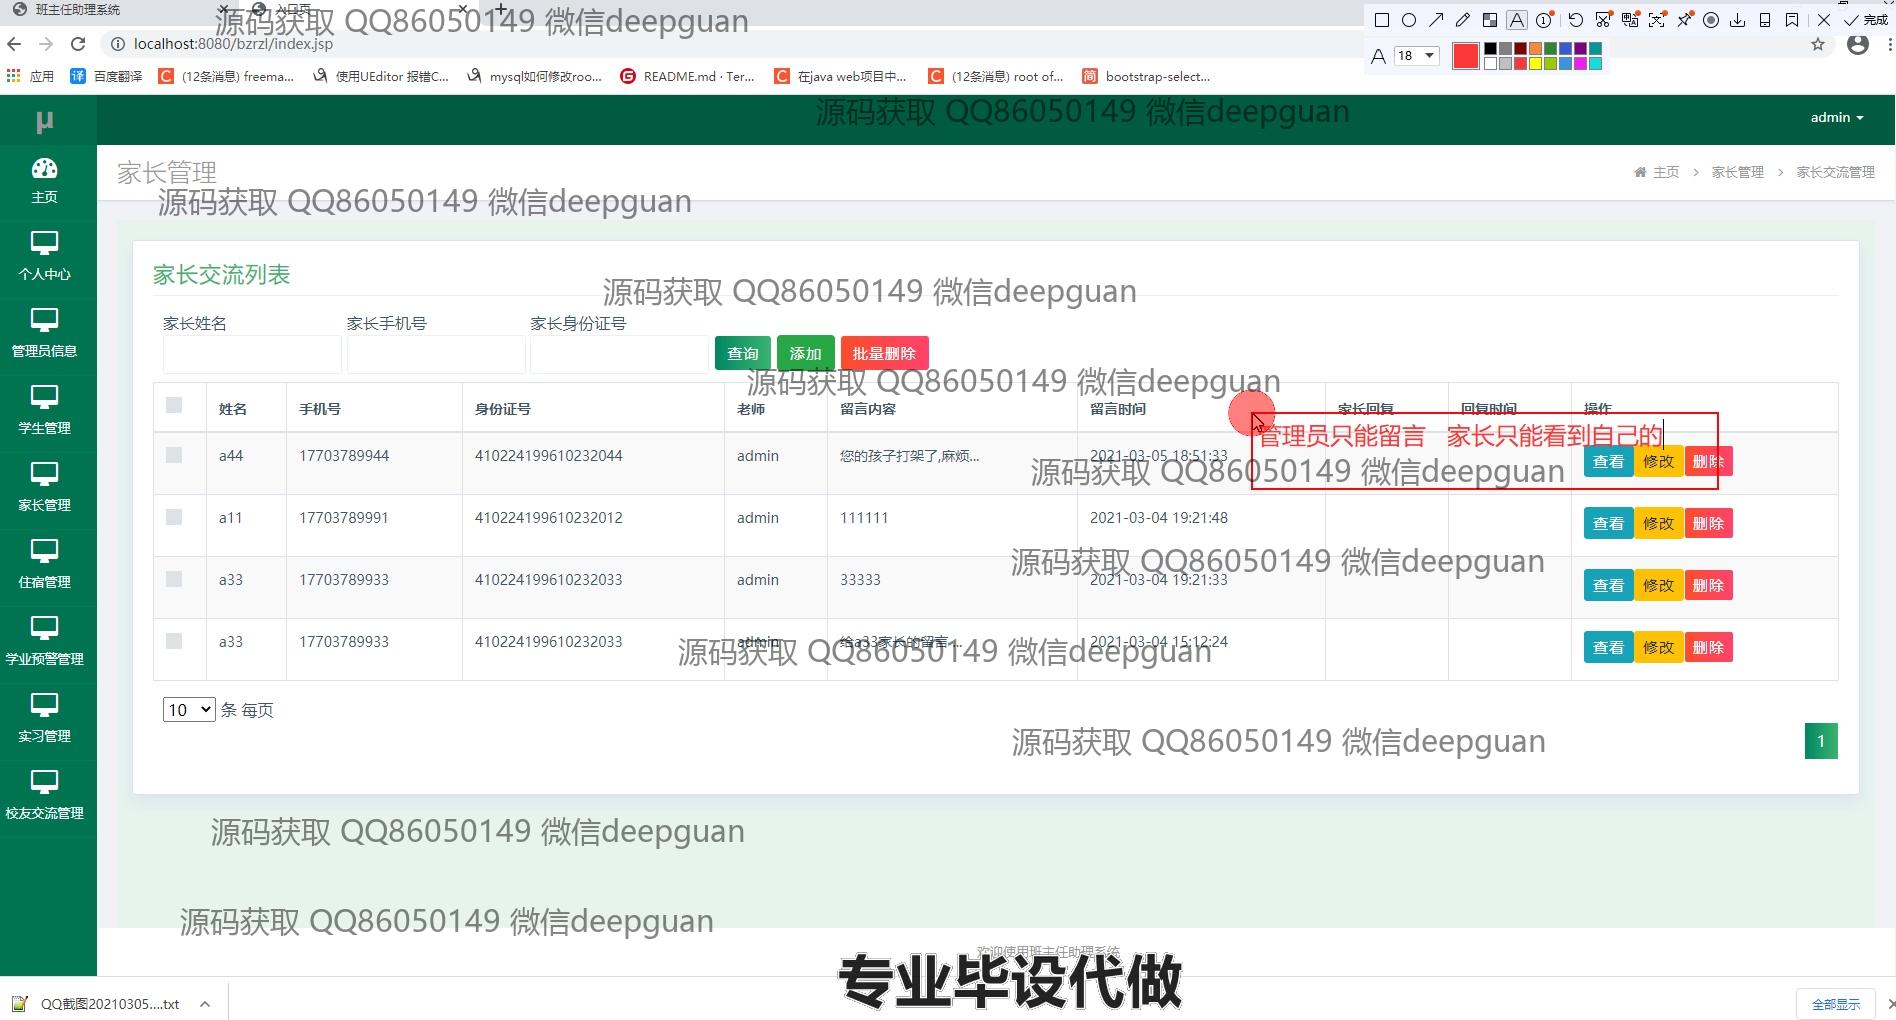 班主任助理系统
源码获取 QQ86050149 微信deepguan
localhost:8080/bzrzl/index.jsp
完成
A 18
应用 百度翻译 (12条消息) freema... 使用UEditor 报错C... mysql如何修改roo... README.md · Ter... 在java web项目中... (12条消息) root of... bootstrap-select...
μ
源码获取 QQ86050149 微信deepguan
admin
主页
个人中心
管理员信息
学生管理
家长管理
住宿管理
学业预警管理
实习管理
校友交流管理
家长管理
主页 > 家长管理 > 家长交流管理
源码获取 QQ86050149 微信deepguan
家长交流列表
源码获取 QQ86050149 微信deepguan
家长姓名 家长手机号 家长身份证号
查询 添加 批量删除
源码获取 QQ86050149 微信deepguan
姓名 手机号 身份证号 老师 留言内容 留言时间 家长回复 回复时间 操作
管理员只能留言 家长只能看到自己的
a44 17703789944 410224199610232044 admin 您的孩子打架了,麻烦... 2021-03-05 18:51:33 查看 修改 删除
源码获取 QQ86050149 微信deepguan
a11 17703789991 410224199610232012 admin 111111 2021-03-04 19:21:48 查看 修改 删除
源码获取 QQ86050149 微信deepguan
a33 17703789933 410224199610232033 admin 33333 2021-03-04 19:21:33 查看 修改 删除
a33 17703789933 410224199610232033 admin 给a33家长的留言... 2021-03-04 15:12:24 查看 修改 删除
源码获取 QQ86050149 微信deepguan
10 条 每页
源码获取 QQ86050149 微信deepguan
1
源码获取 QQ86050149 微信deepguan
源码获取 QQ86050149 微信deepguan
欢迎使用班主任助理系统
专业毕设代做
QQ截图20210305....txt
全部显示